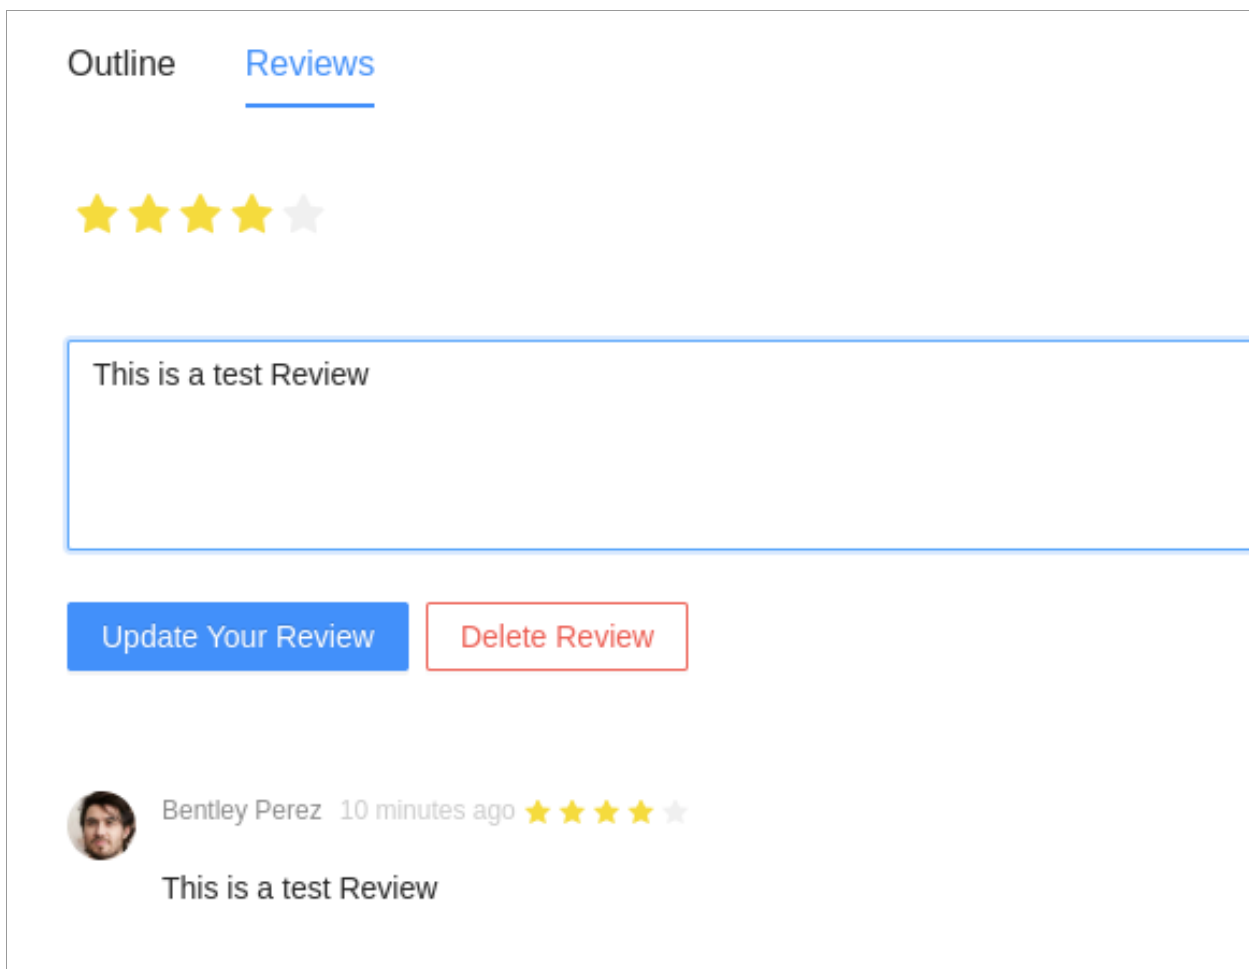 Outline Reviews
This is a test Review
Update Your Review Delete Review
Bentley Perez 10 minutes ago
This is a test Review